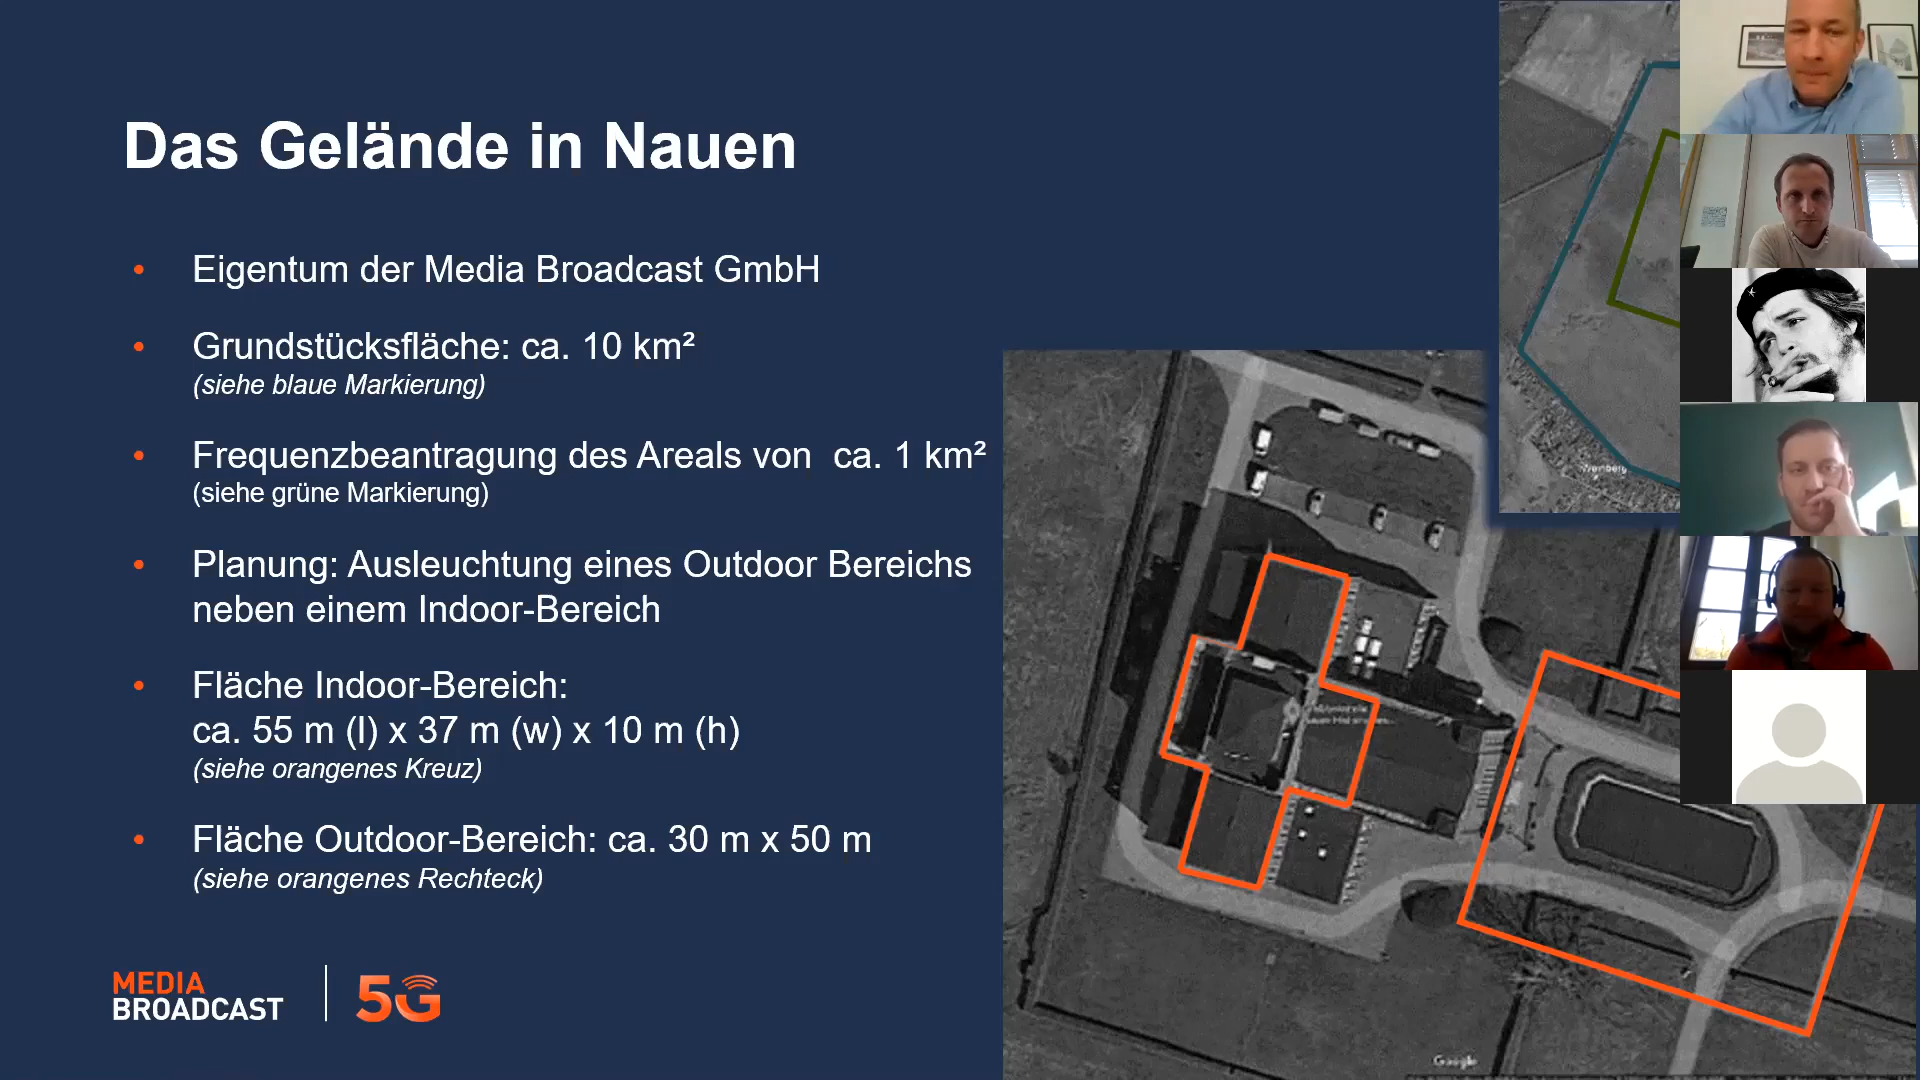 Das Gelände in Nauen
• Eigentum der Media Broadcast GmbH
• Grundstücksfläche: ca. 10 km²
(siehe blaue Markierung)
• Frequenzbeantragung des Areals von ca. 1 km²
(siehe grüne Markierung)
• Planung: Ausleuchtung eines Outdoor Bereichs
neben einem Indoor-Bereich
• Fläche Indoor-Bereich:
ca. 55 m (l) x 37 m (w) x 10 m (h)
(siehe orangenes Kreuz)
• Fläche Outdoor-Bereich: ca. 30 m x 50 m
(siehe orangenes Rechteck)
MEDIA
BROADCAST
5G
Weinberg
Google